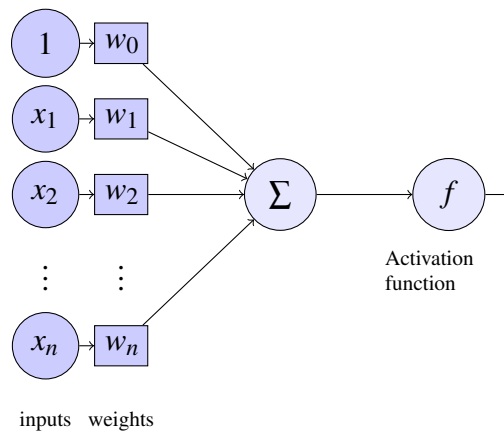 1 w₀
x₁ w₁
x₂ w₂ Σ f
Activation
function
⋮ ⋮
xₙ wₙ
inputs weights